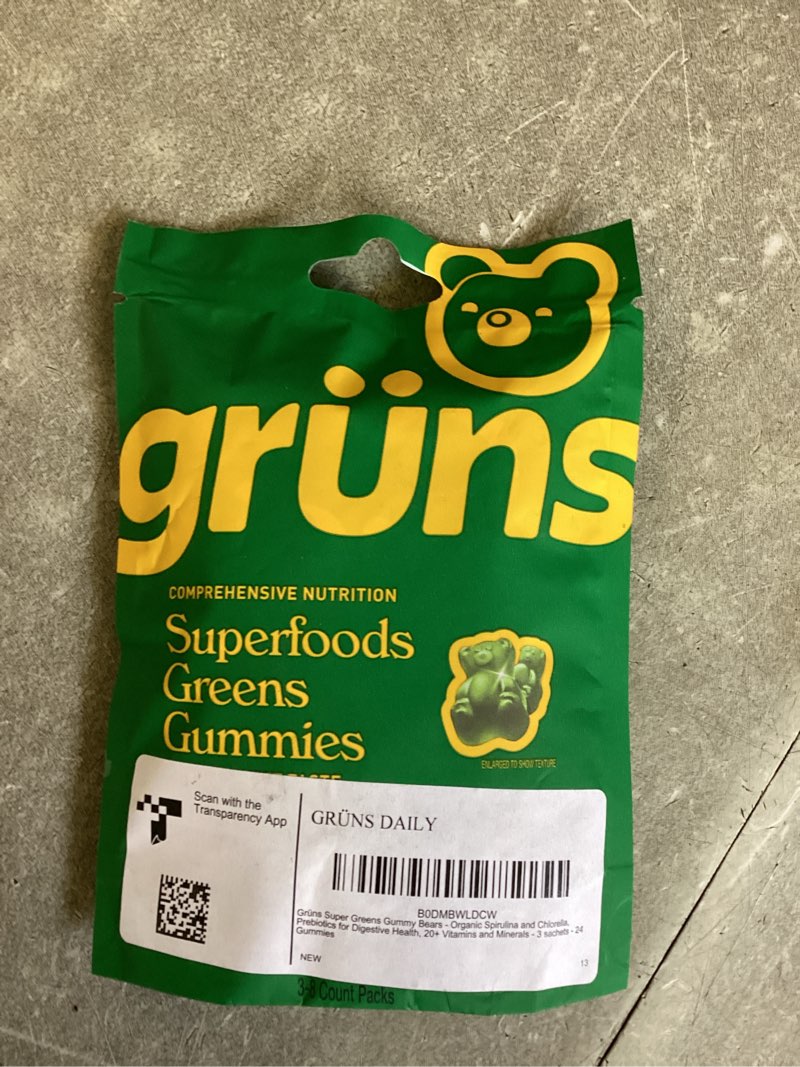 grüns
COMPREHENSIVE NUTRITION
Superfoods
Greens
Gummies
ENLARGED TO SHOW TEXTURE
Scan with the
Transparency App
GRÜNS DAILY
B0DMBWLDCW
Grüns Super Greens Gummy Bears - Organic Spirulina and Chlorella,
Prebiotics for Digestive Health, 20+ Vitamins and Minerals - 3 sachets - 24
Gummies
NEW
13
3-8 Count Packs